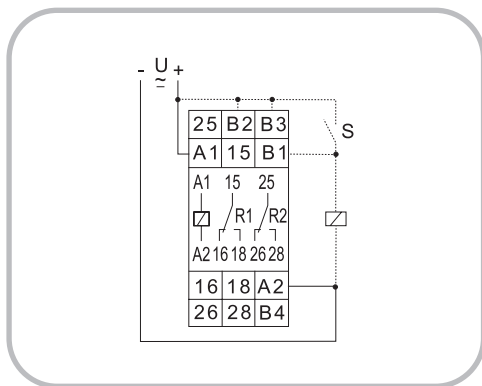 - U +
~
25 B2 B3
S
A1 15 B1
A1 15 25
R1 R2
A2 16 18 26 28
16 18 A2
26 28 B4